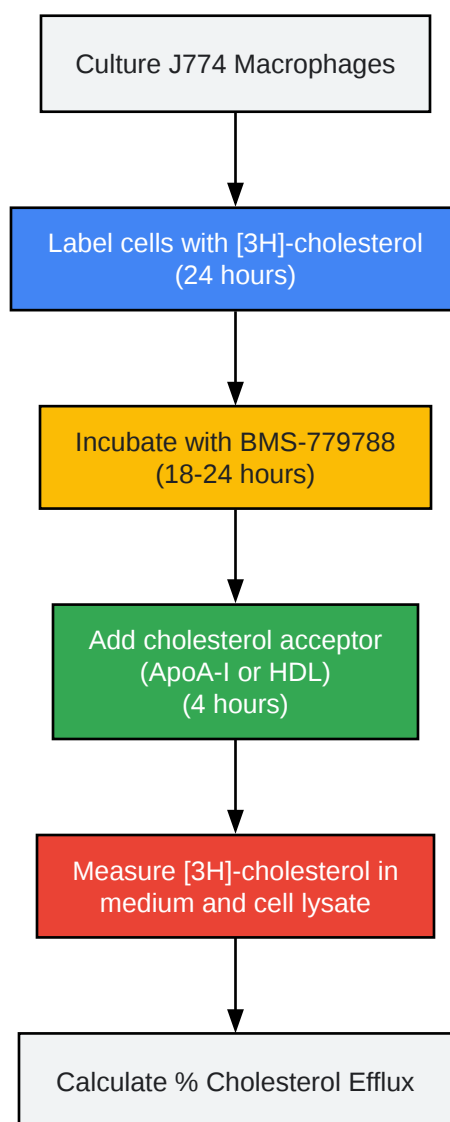 Culture J774 Macrophages
Label cells with [3H]-cholesterol
(24 hours)
Incubate with BMS-779788
(18-24 hours)
Add cholesterol acceptor
(ApoA-I or HDL)
(4 hours)
Measure [3H]-cholesterol in
medium and cell lysate
Calculate % Cholesterol Efflux